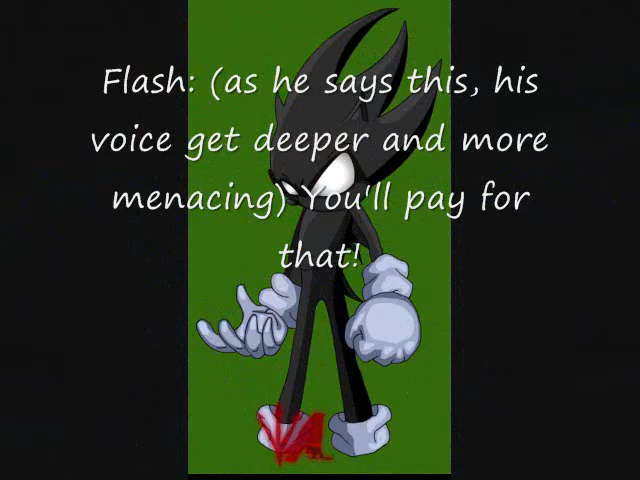 Flash: (as he says this, his
voice get deeper and more
menacing) You'll pay for
that!